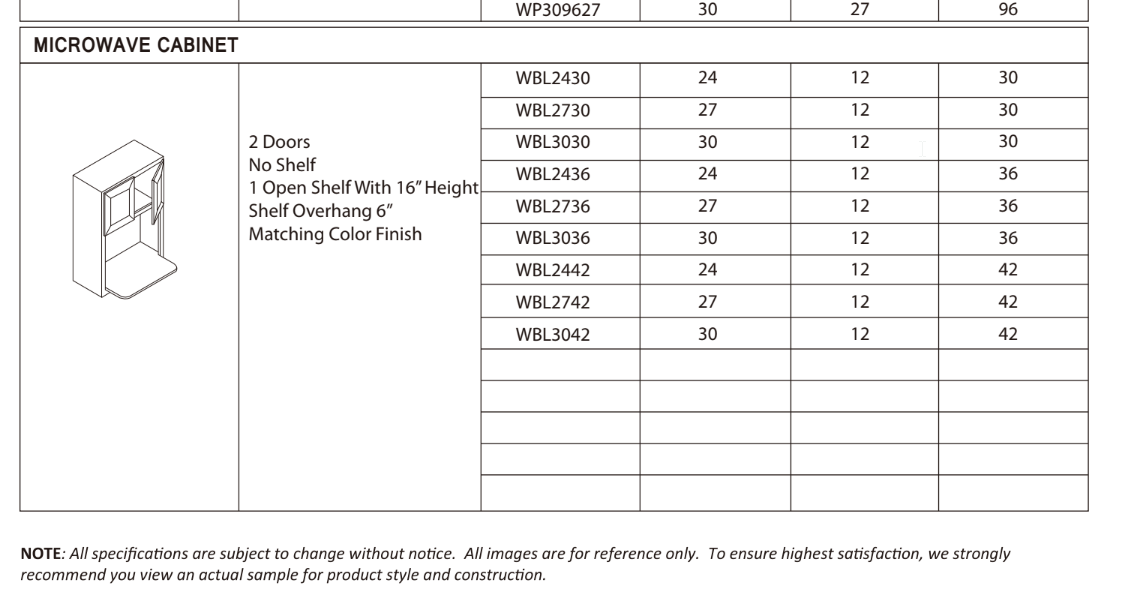 WP309627 30 27 96
MICROWAVE CABINET
WBL2430 24 12 30
WBL2730 27 12 30
2 Doors
No Shelf
1 Open Shelf With 16” Height
Shelf Overhang 6”
Matching Color Finish
WBL3030 30 12 30
WBL2436 24 12 36
WBL2736 27 12 36
WBL3036 30 12 36
WBL2442 24 12 42
WBL2742 27 12 42
WBL3042 30 12 42
NOTE: All specifications are subject to change without notice. All images are for reference only. To ensure highest satisfaction, we strongly
recommend you view an actual sample for product style and construction.